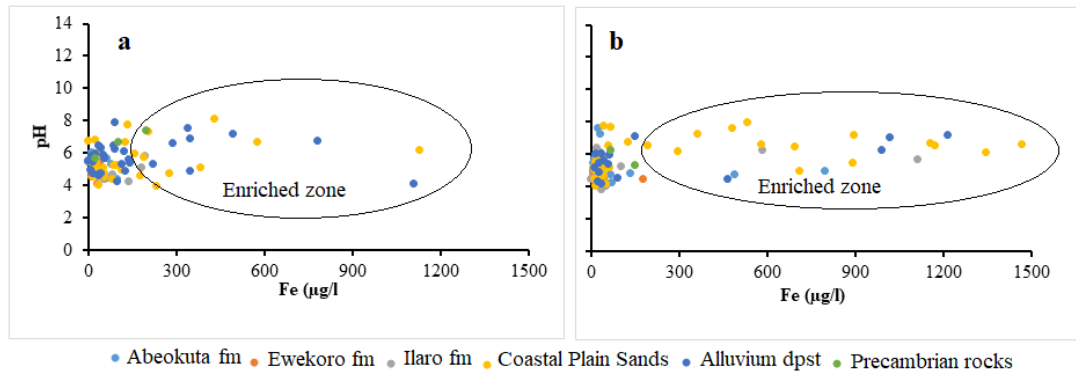 a
b
pH
14
12
10
8
6
4
2
0
Enriched zone
Enriched zone
0 300 600 900 1200 1500
0 300 600 900 1200 1500
Fe (µg/l
Fe (µg/l)
Abeokuta fm Ewekoro fm Ilaro fm Coastal Plain Sands Alluvium dpst Precambrian rocks